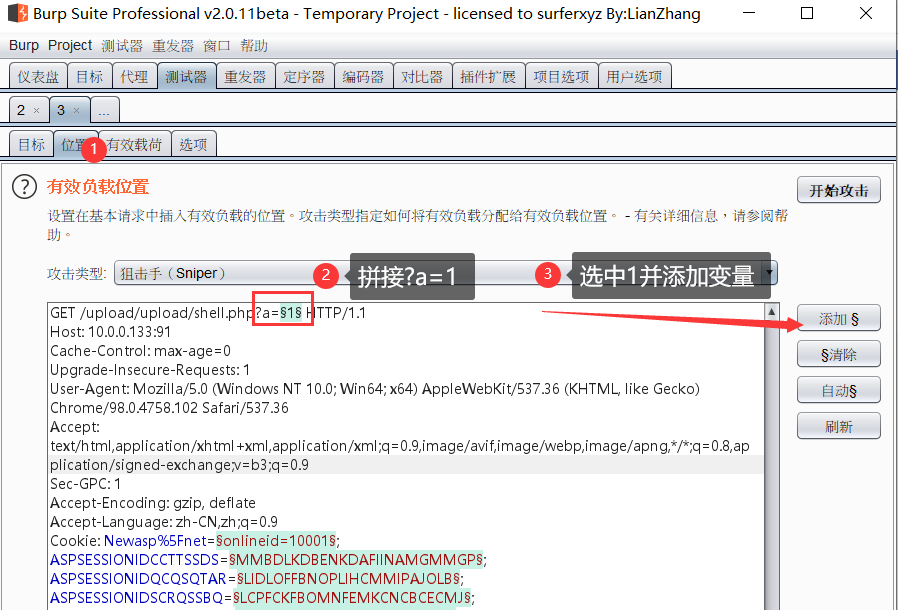 Burp Suite Professional v2.0.11beta - Temporary Project - licensed to surferxyz By:LianZhang
Burp Project 测试器 重发器 窗口 帮助
仪表盘 目标 代理 测试器 重发器 定序器 编码器 对比器 插件扩展 项目选项 用户选项
2 × 3 × ...
目标 位置 1 有效载荷 选项
? 有效负载位置 开始攻击
设置在基本请求中插入有效负载的位置。攻击类型指定如何将有效负载分配给有效负载位置。 - 有关详细信息，请参阅帮
助。
攻击类型: 狙击手（Sniper） 2 拼接?a=1 3 选中1并添加变量
GET /upload/upload/shell.php?a=§1§ HTTP/1.1 添加 §
Host: 10.0.0.133:91
Cache-Control: max-age=0 §清除
Upgrade-Insecure-Requests: 1
User-Agent: Mozilla/5.0 (Windows NT 10.0; Win64; x64) AppleWebKit/537.36 (KHTML, like Gecko) 自动§
Chrome/98.0.4758.102 Safari/537.36
Accept: 刷新
text/html,application/xhtml+xml,application/xml;q=0.9,image/avif,image/webp,image/apng,*/*;q=0.8,ap
plication/signed-exchange;v=b3;q=0.9
Sec-GPC: 1
Accept-Encoding: gzip, deflate
Accept-Language: zh-CN,zh;q=0.9
Cookie: Newasp%5Fnet=§onlineid=10001§;
ASPSESSIONIDCCTTSSDS=§MMBDLKDBENKDAFIINAMGMMGP§;
ASPSESSIONIDQCQSQTAR=§LIDLOFFBNOPLIHCMMIPAJOLB§;
ASPSESSIONIDSCRQSSBQ=§LCPFCKFBOMNFEMKCNCBCECMJ§;